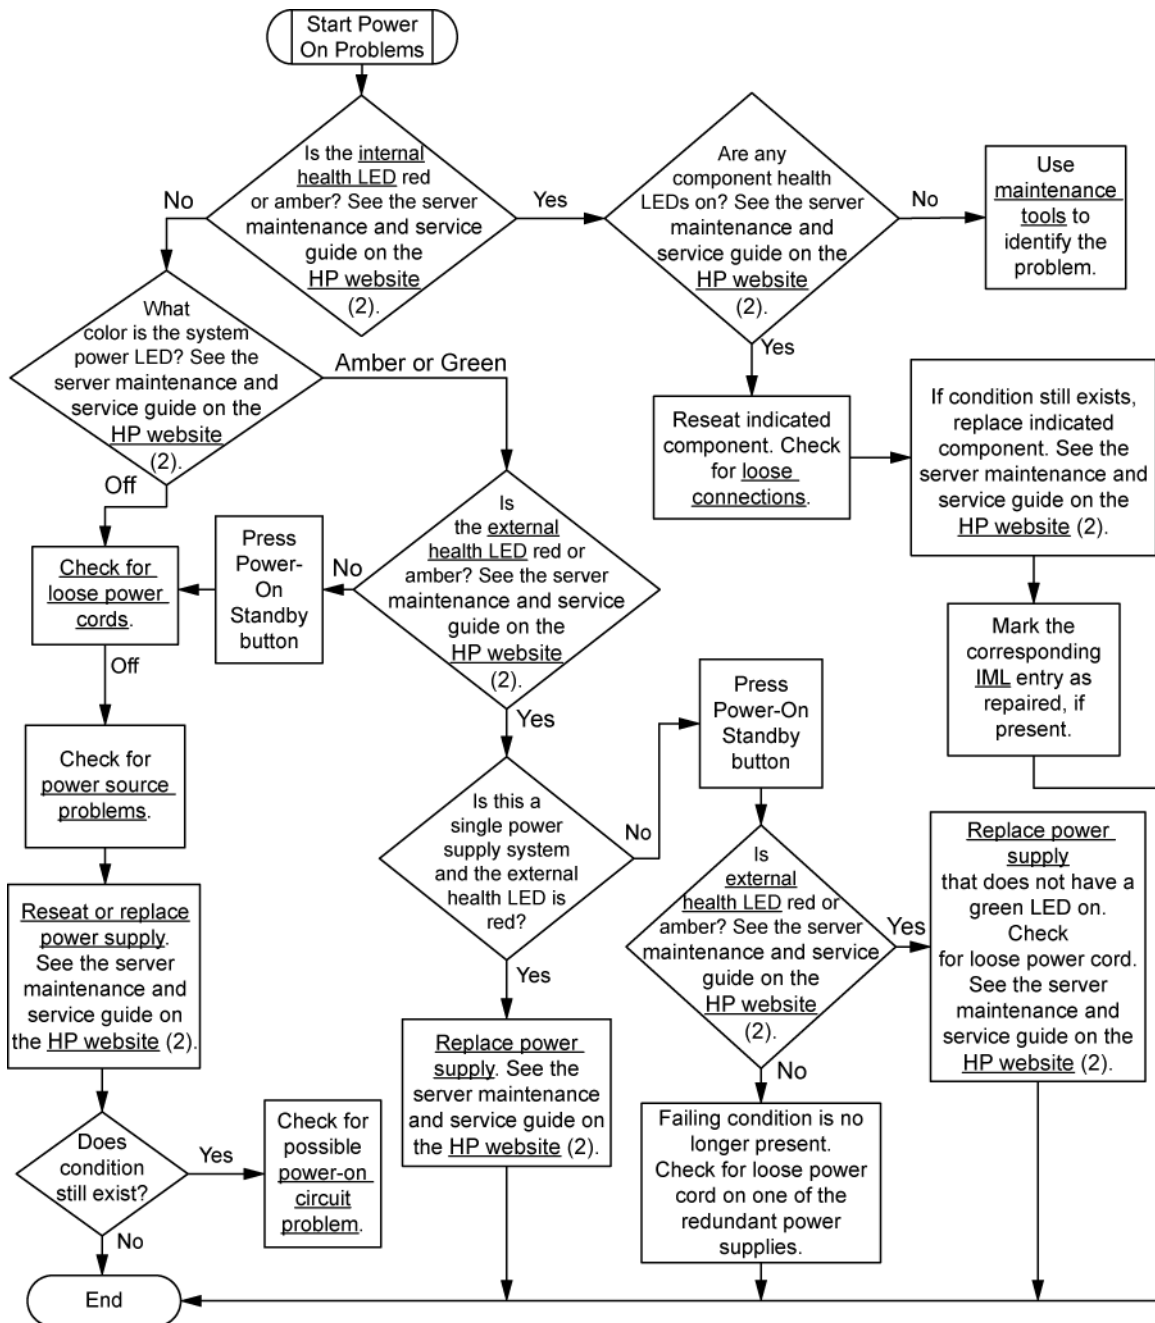 Start Power
On Problems
Is the internal
health LED red
or amber? See the server
maintenance and service
guide on the
HP website
(2).
No
Yes
Are any
component health
LEDs on? See the server
maintenance and
service guide on the
HP website
(2).
No
Use
maintenance
tools to
identify the
problem.
Yes
What
color is the system
power LED? See the
server maintenance and
service guide on the
HP website
(2).
Amber or Green
Off
Reseat indicated
component. Check
for loose
connections.
If condition still exists,
replace indicated
component. See the
server maintenance and
service guide on the
HP website (2).
Mark the
corresponding
IML entry as
repaired, if
present.
Is
the external
health LED red or
amber? See the server
maintenance and service
guide on the
HP website
(2).
No
Press
Power-
On
Standby
button
Check for
loose power
cords.
Off
Check for
power source
problems.
Reseat or replace
power supply.
See the server
maintenance and
service guide on
the HP website (2).
Does
condition
still exist?
Yes
Check for
possible
power-on
circuit
problem.
No
End
Yes
Is this a
single power
supply system
and the external
health LED is
red?
No
Press
Power-On
Standby
button
Yes
Replace power
supply. See the
server maintenance
and service guide on
the HP website (2).
Is
external
health LED red or
amber? See the server
maintenance and service
guide on the
HP website
(2).
Yes
Replace power
supply
that does not have a
green LED on.
Check
for loose power cord.
See the server
maintenance and
service guide on the
HP website (2).
No
Failing condition is no
longer present.
Check for loose power
cord on one of the
redundant power
supplies.